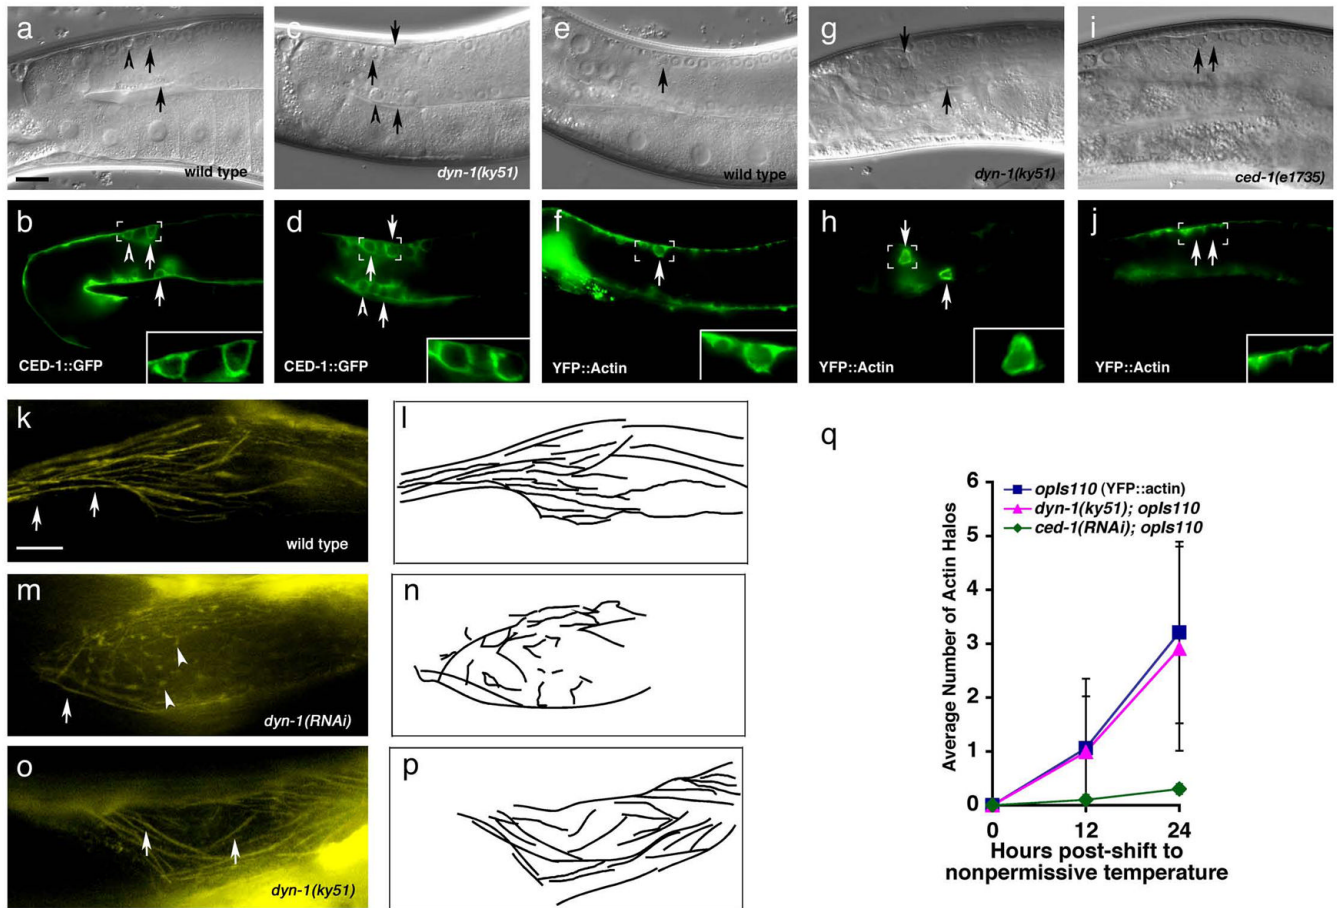 a
c
e
g
i
wild type
dyn-1(ky51)
wild type
dyn-1(ky51)
ced-1(e1735)
b
d
f
h
j
CED-1::GFP
CED-1::GFP
YFP::Actin
YFP::Actin
YFP::Actin
k
l
wild type
m
n
dyn-1(RNAi)
o
p
dyn-1(ky51)
q
opIs110 (YFP::actin)
dyn-1(ky51); opIs110
ced-1(RNAi); opIs110
Average Number of Actin Halos
6
5
4
3
2
1
0
0 12 24
Hours post-shift to
nonpermissive temperature